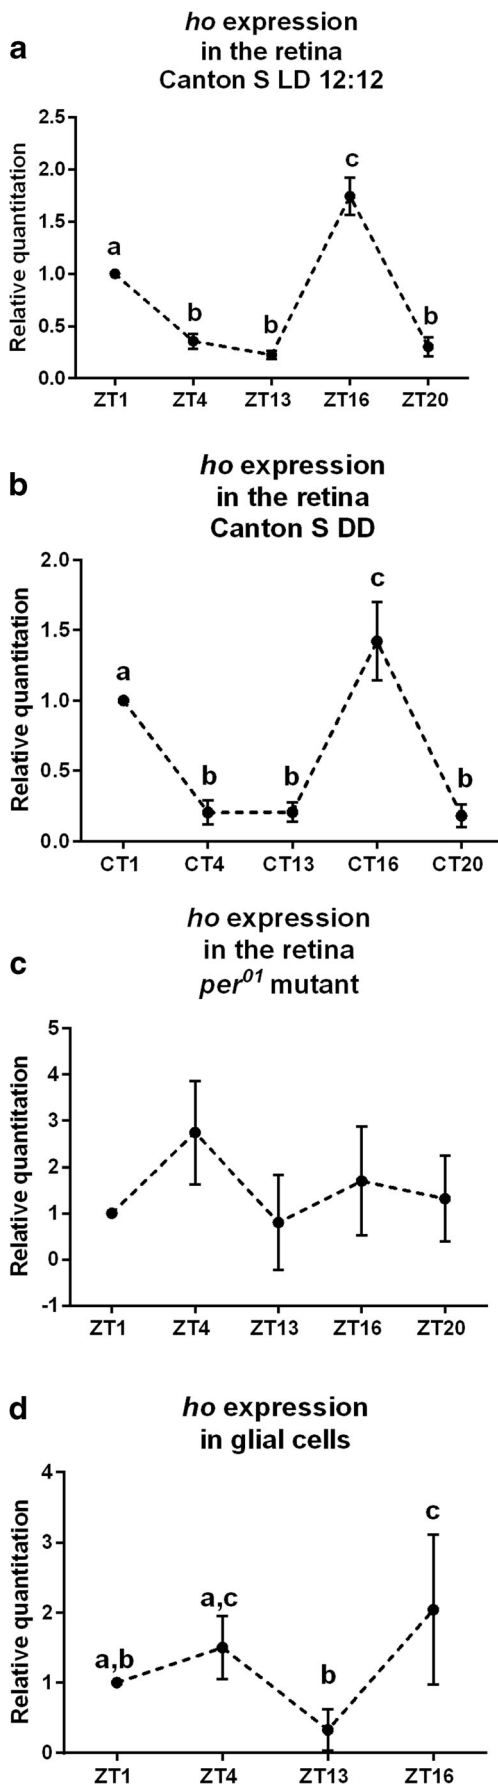 a
ho expression
in the retina
Canton S LD 12:12
Relative quantitation
2.5
2.0
1.5
1.0
0.5
0.0
a
b
b
c
b
ZT1 ZT4 ZT13 ZT16 ZT20
b
ho expression
in the retina
Canton S DD
Relative quantitation
2.0
1.5
1.0
0.5
0.0
a
b
b
c
b
CT1 CT4 CT13 CT16 CT20
c
ho expression
in the retina
per01 mutant
Relative quantitation
5
4
3
2
1
0
-1
ZT1 ZT4 ZT13 ZT16 ZT20
d
ho expression
in glial cells
Relative quantitation
4
3
2
1
0
a,b
a,c
b
c
ZT1 ZT4 ZT13 ZT16